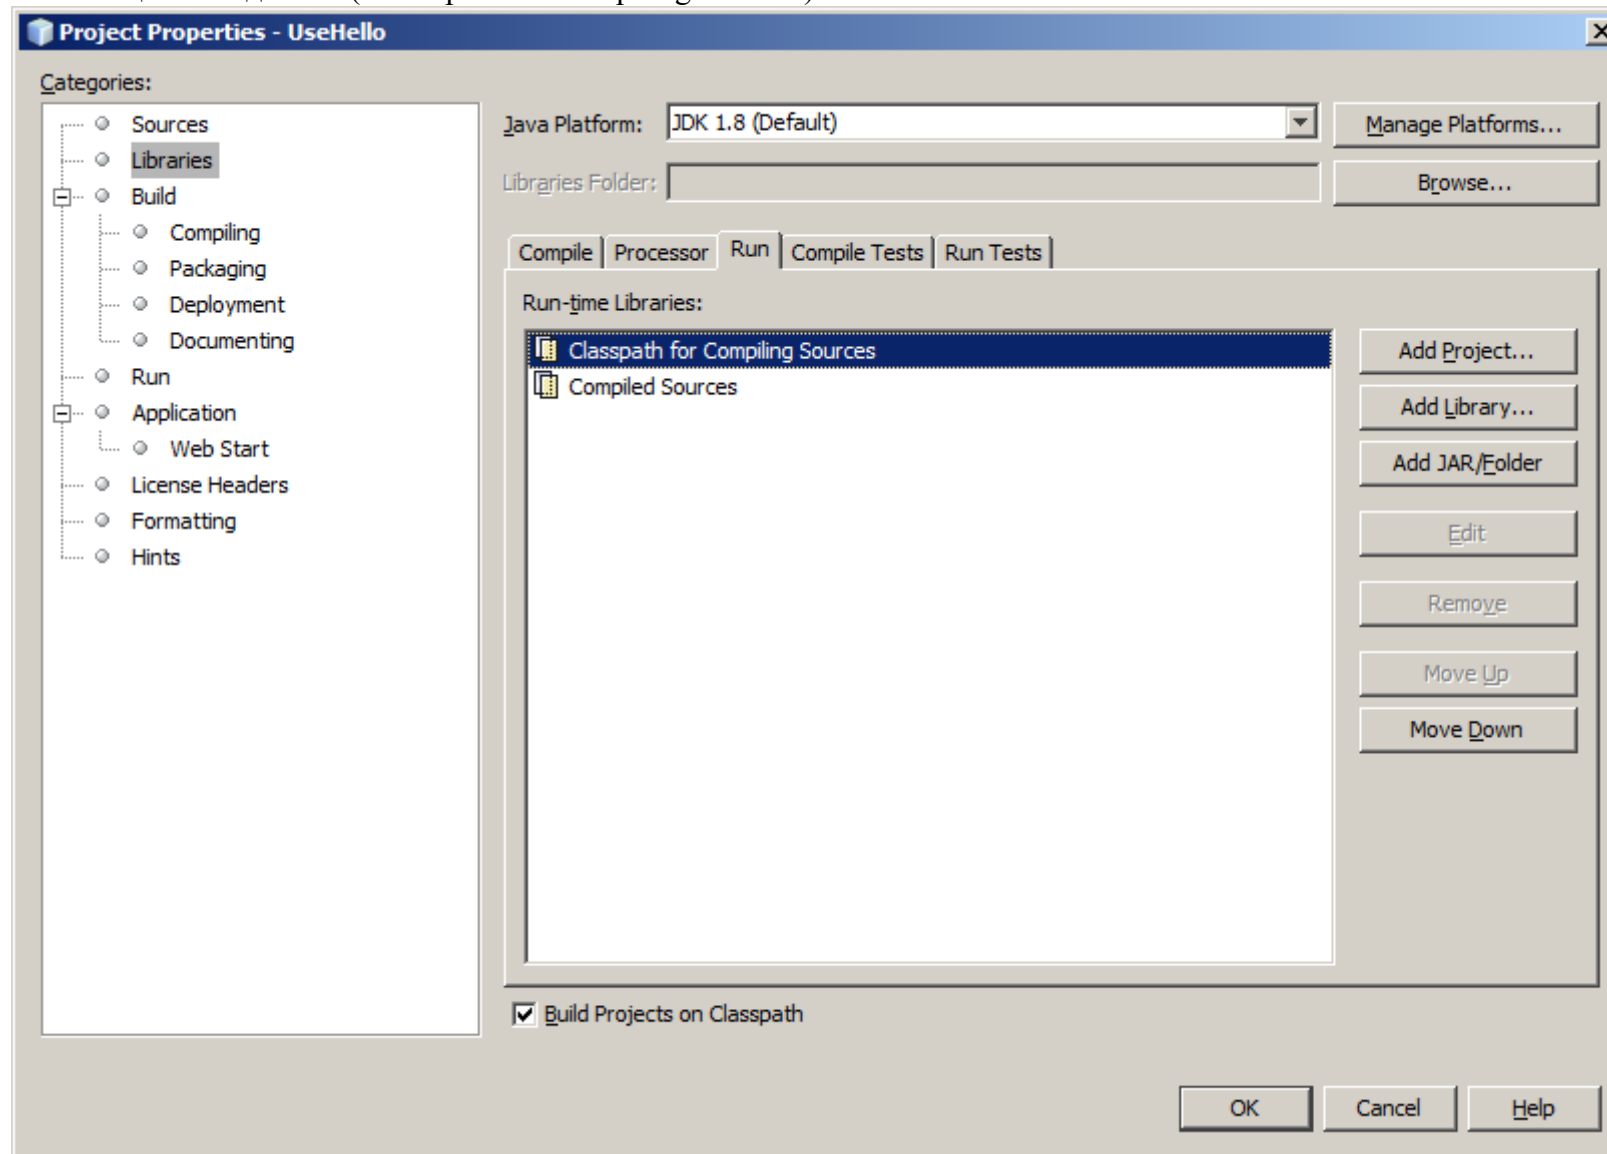 Project Properties - UseHello
Categories:
Sources
Libraries
Build
Compiling
Packaging
Deployment
Documenting
Run
Application
Web Start
License Headers
Formatting
Hints
Java Platform:
JDK 1.8 (Default)
Manage Platforms...
Libraries Folder:
Browse...
Compile Processor Run Compile Tests Run Tests
Run-time Libraries:
Classpath for Compiling Sources
Compiled Sources
Add Project...
Add Library...
Add JAR/Folder
Edit
Remove
Move Up
Move Down
Build Projects on Classpath
OK Cancel Help